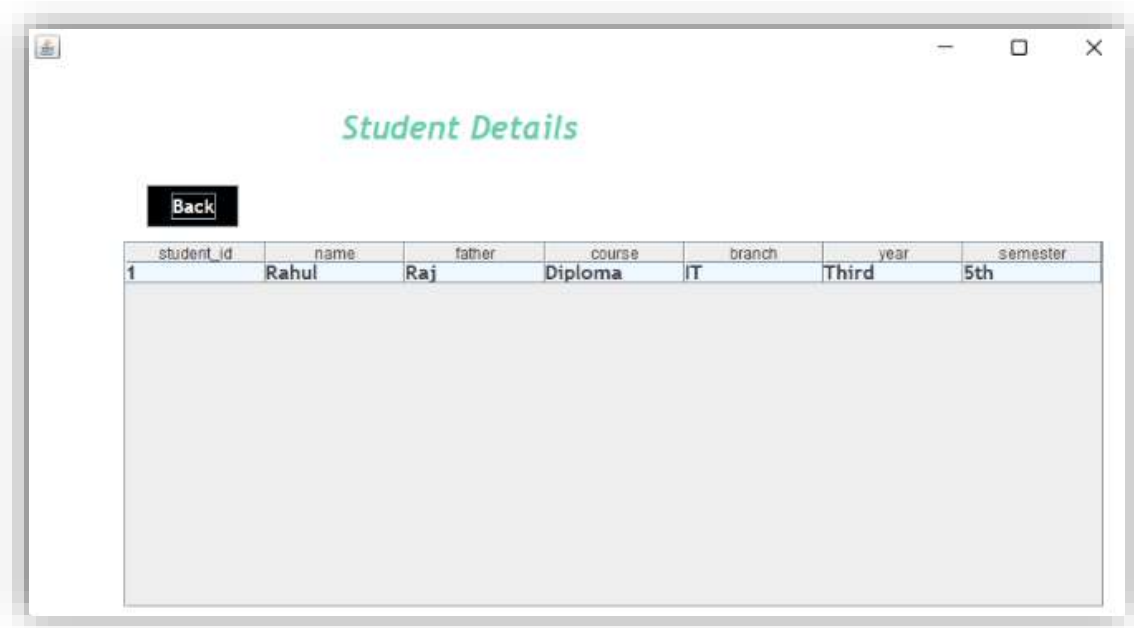 Student Details
Back
student_id name father course branch year semester
1 Rahul Raj Diploma IT Third 5th